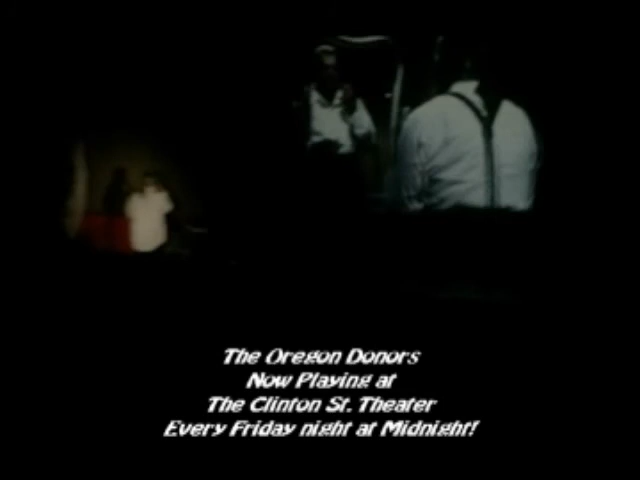 The Oregon Donors
Now Playing at
The Clinton St. Theater
Every Friday night at Midnight!